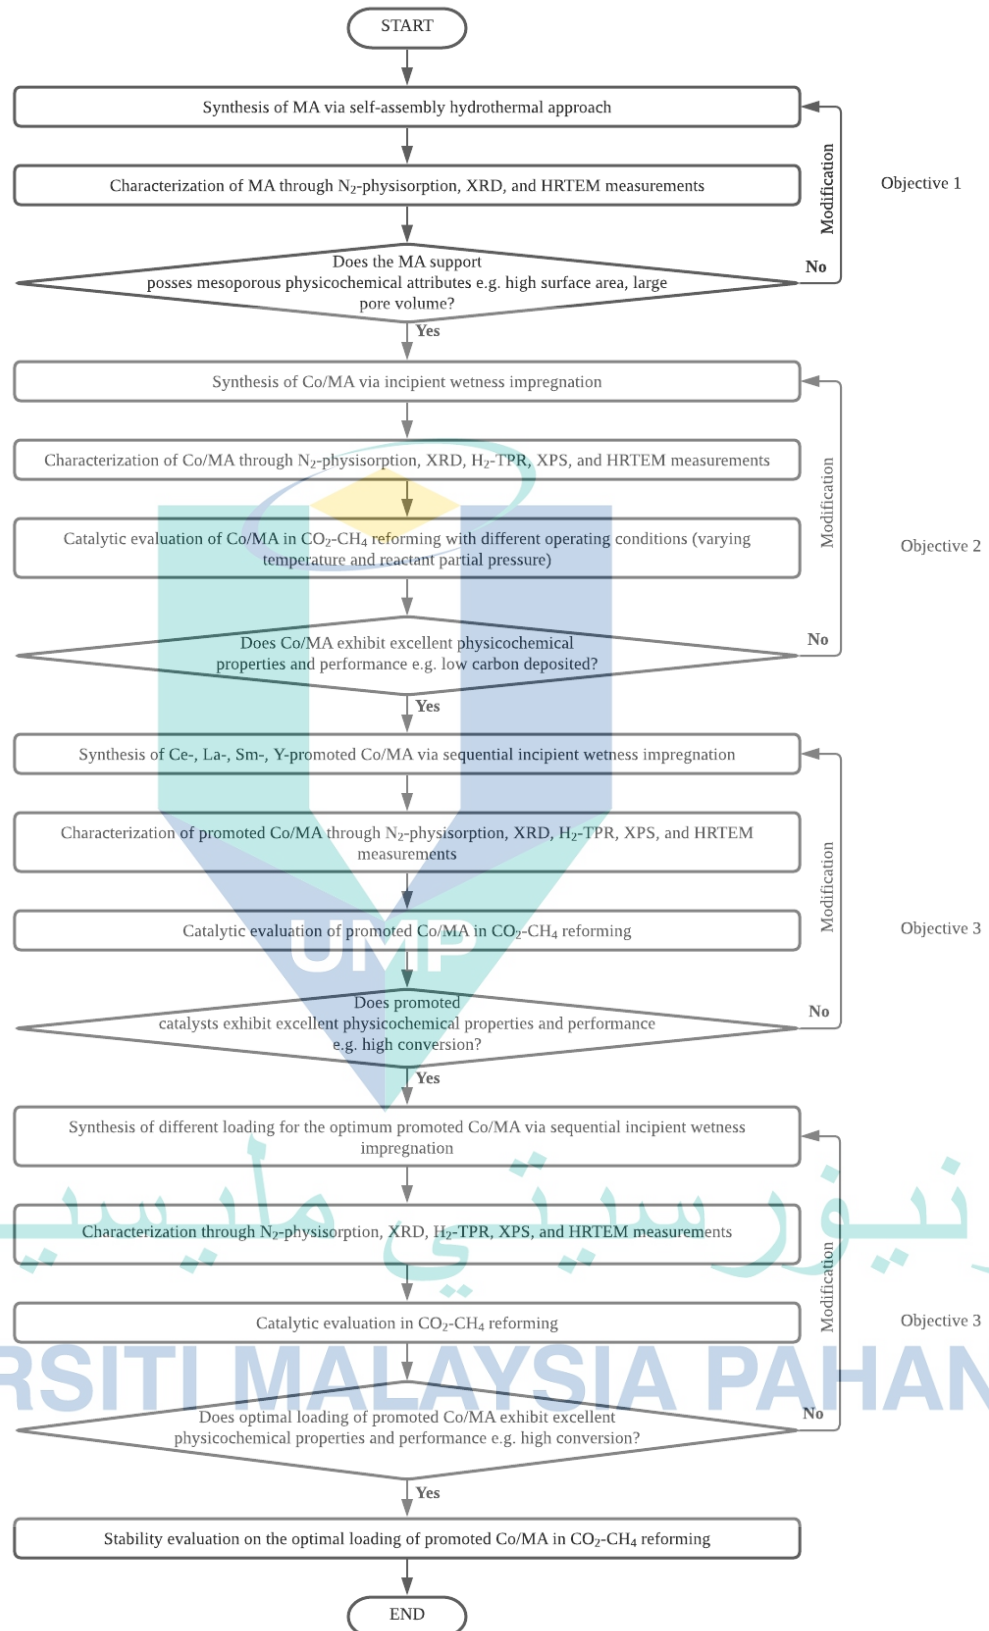 START
Synthesis of MA via self-assembly hydrothermal approach
Characterization of MA through N₂-physisorption, XRD, and HRTEM measurements
Modification
Objective 1
Does the MA support
posses mesoporous physicochemical attributes e.g. high surface area, large
pore volume?
No
Yes
Synthesis of Co/MA via incipient wetness impregnation
Characterization of Co/MA through N₂-physisorption, XRD, H₂-TPR, XPS, and HRTEM measurements
Catalytic evaluation of Co/MA in CO₂-CH₄ reforming with different operating conditions (varying
temperature and reactant partial pressure)
Modification
Objective 2
Does Co/MA exhibit excellent physicochemical
properties and performance e.g. low carbon deposited?
No
Yes
Synthesis of Ce-, La-, Sm-, Y-promoted Co/MA via sequential incipient wetness impregnation
Characterization of promoted Co/MA through N₂-physisorption, XRD, H₂-TPR, XPS, and HRTEM
measurements
Modification
Objective 3
Catalytic evaluation of promoted Co/MA in CO₂-CH₄ reforming
UMP
Does promoted
catalysts exhibit excellent physicochemical properties and performance
e.g. high conversion?
No
Yes
Synthesis of different loading for the optimum promoted Co/MA via sequential incipient wetness
impregnation
نيۏرسيتي مليسيا
Characterization through N₂-physisorption, XRD, H₂-TPR, XPS, and HRTEM measurements
Modification
Objective 3
Catalytic evaluation in CO₂-CH₄ reforming
RSITI MALAYSIA PAHAN
Does optimal loading of promoted Co/MA exhibit excellent
physicochemical properties and performance e.g. high conversion?
No
Yes
Stability evaluation on the optimal loading of promoted Co/MA in CO₂-CH₄ reforming
END